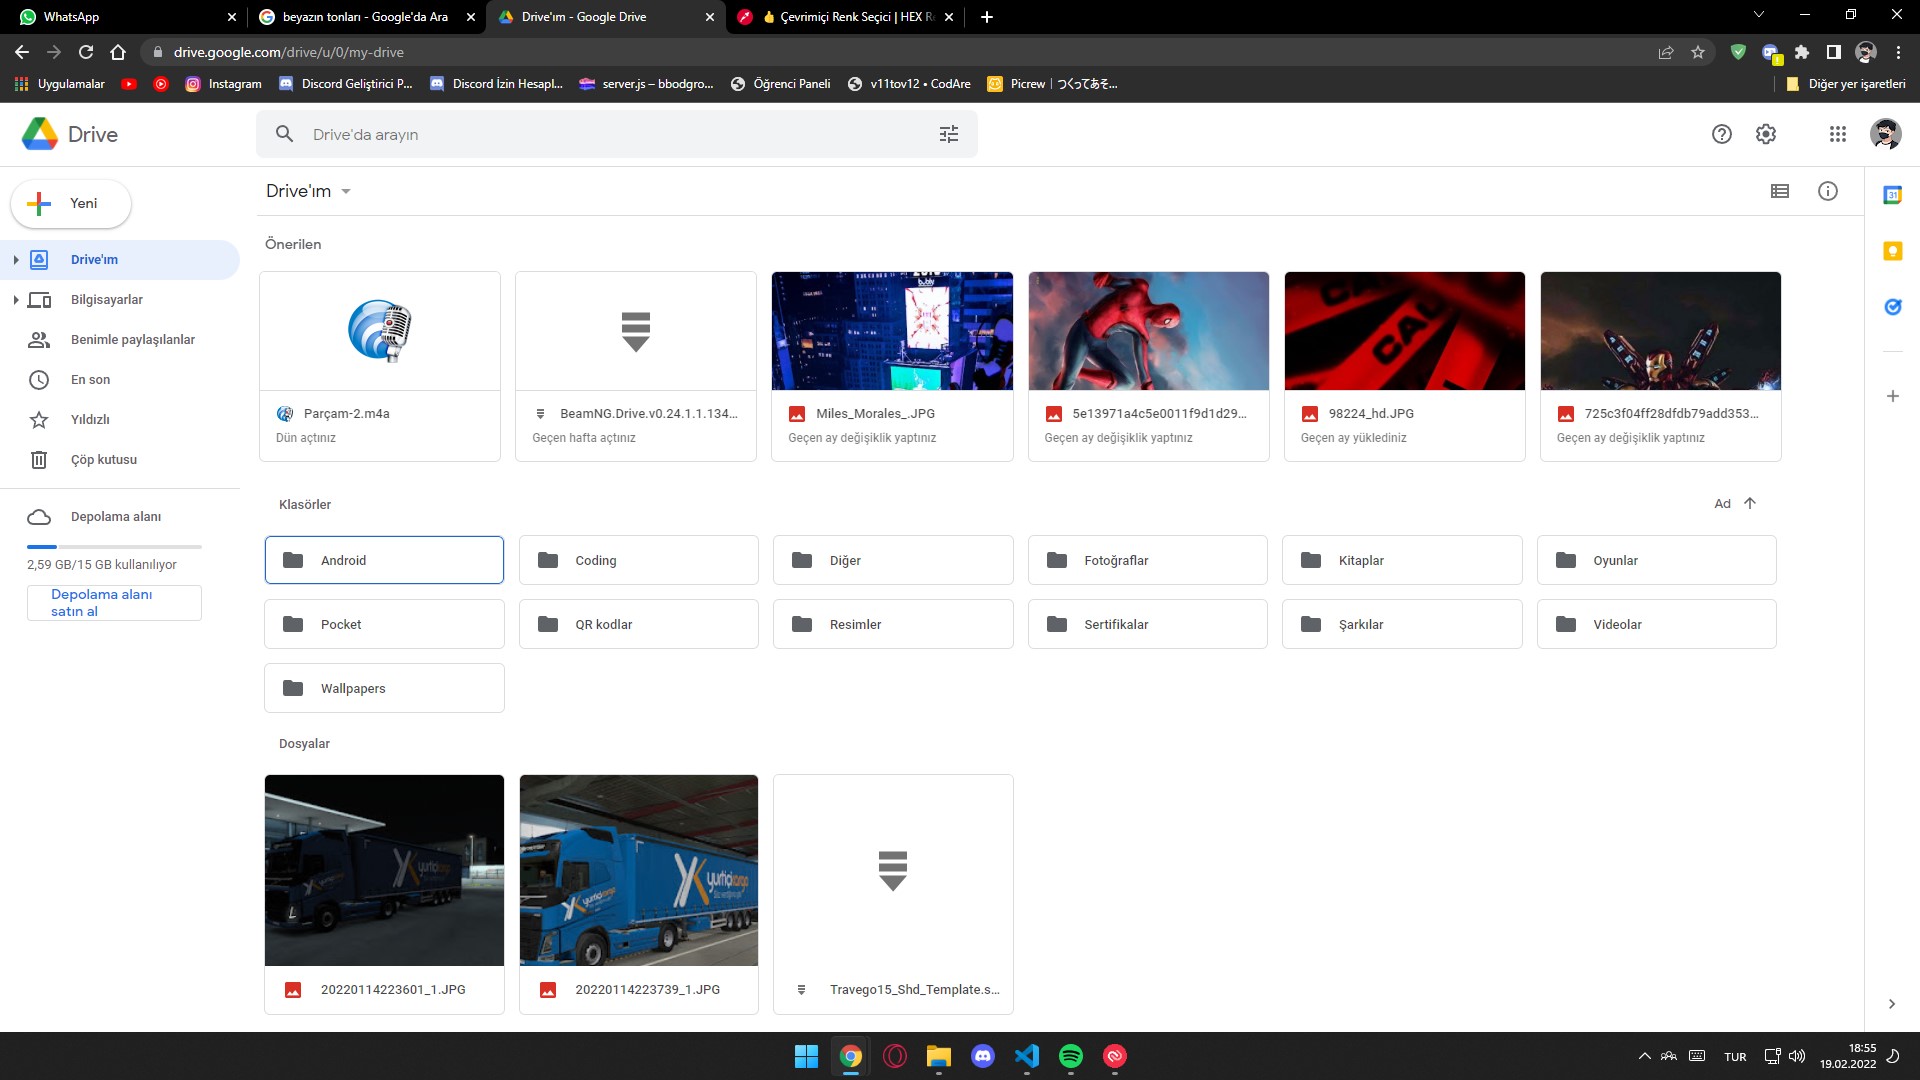 WhatsApp
beyazın tonları - Google'da Ara
Drive'ım - Google Drive
Çevrimiçi Renk Seçici | HEX R
drive.google.com/drive/u/0/my-drive
Uygulamalar
Instagram
Discord Geliştirici P...
Discord İzin Hesapl...
server.js – bbodgro...
Öğrenci Paneli
v11tov12 • CodAre
Picrew | つくってあそ...
Diğer yer işaretleri
Drive
Drive'da arayın
Yeni
Drive'ım
Bilgisayarlar
Benimle paylaşılanlar
En son
Yıldızlı
Çöp kutusu
Depolama alanı
2,59 GB/15 GB kullanılıyor
Depolama alanı
satın al
Drive'ım
Önerilen
Parçam-2.m4a
Dün açtınız
BeamNG.Drive.v0.24.1.1.134...
Geçen hafta açtınız
bubly
Miles_Morales_.JPG
Geçen ay değişiklik yaptınız
5e13971a4c5e0011f9d1d29...
Geçen ay değişiklik yaptınız
98224_hd.JPG
Geçen ay yüklediniz
725c3f04ff28dfdb79add353...
Geçen ay değişiklik yaptınız
31
Klasörler
Ad
Android
Coding
Diğer
Fotoğraflar
Kitaplar
Oyunlar
Pocket
QR kodlar
Resimler
Sertifikalar
Şarkılar
Videolar
Wallpapers
Dosyalar
yurtiçi kargo
yurtiçi kargo
20220114223601_1.JPG
20220114223739_1.JPG
Travego15_Shd_Template.s...
TUR
18:55
19.02.2022